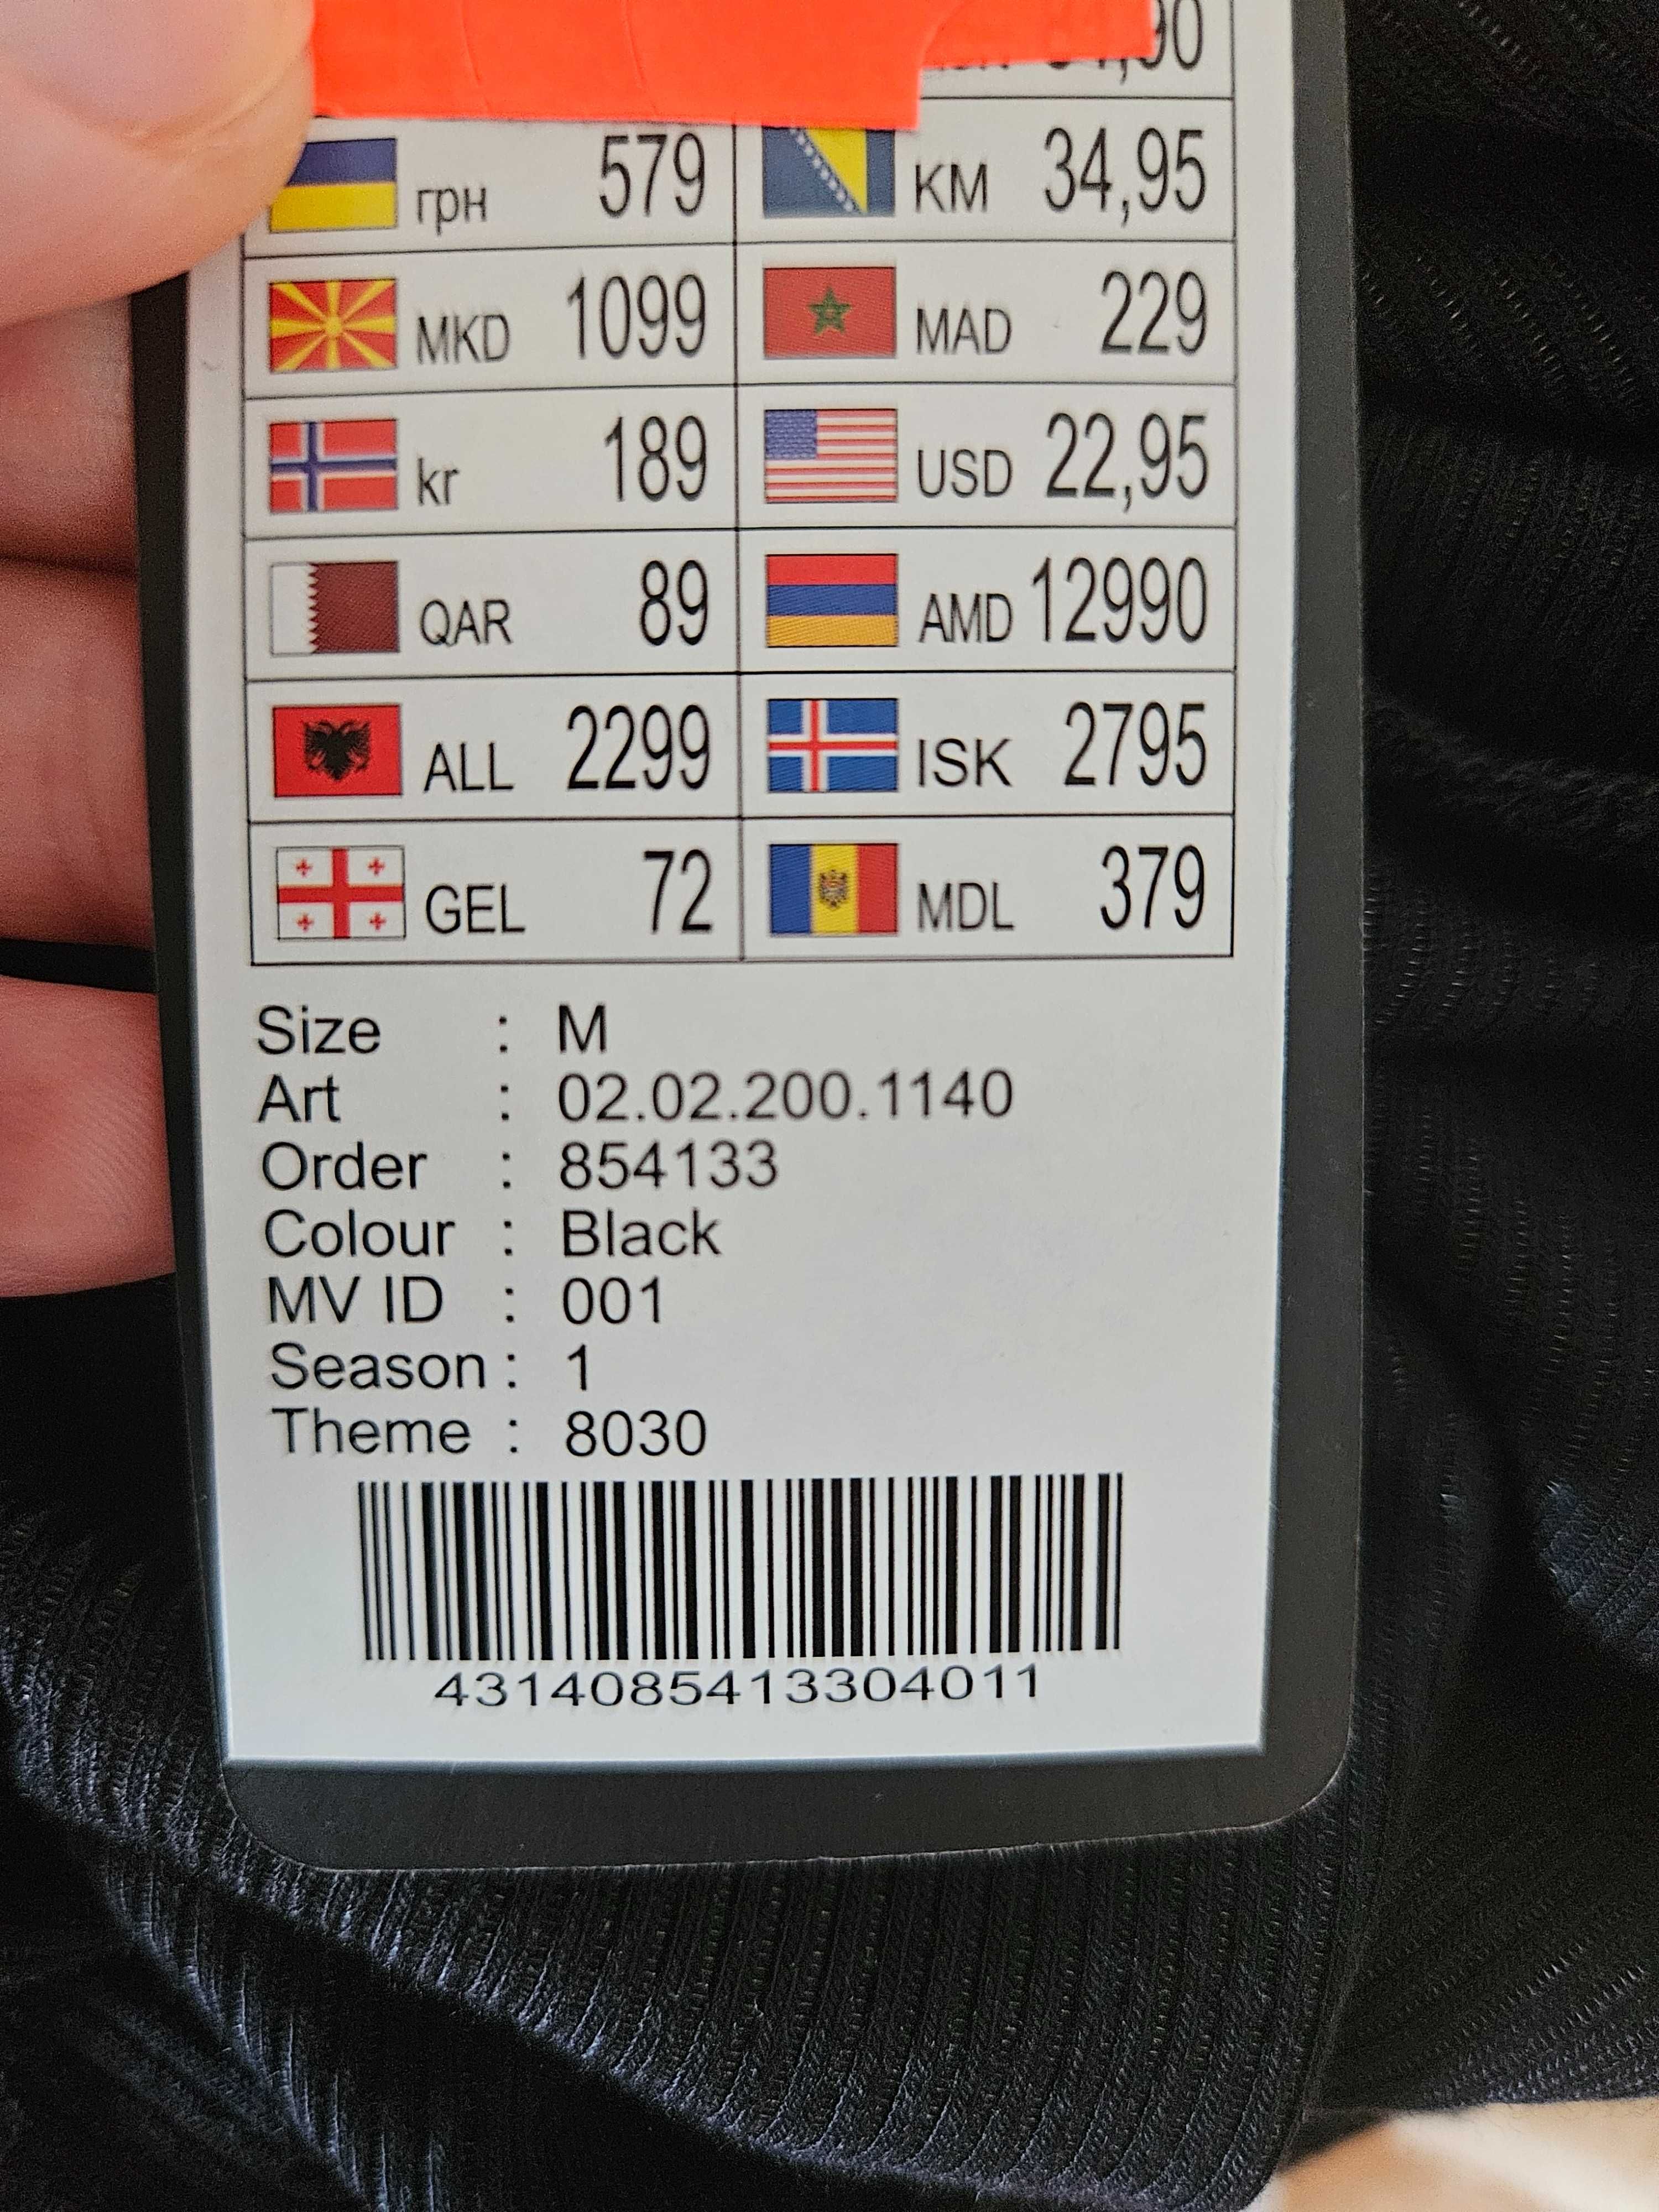 грн 579 KM 34,95
MKD 1099 MAD 229
kr 189 USD 22,95
QAR 89 AMD 12990
ALL 2299 ISK 2795
GEL 72 MDL 379
Size : M
Art : 02.02.200.1140
Order : 854133
Colour : Black
MV ID : 001
Season : 1
Theme : 8030
4314085413304011